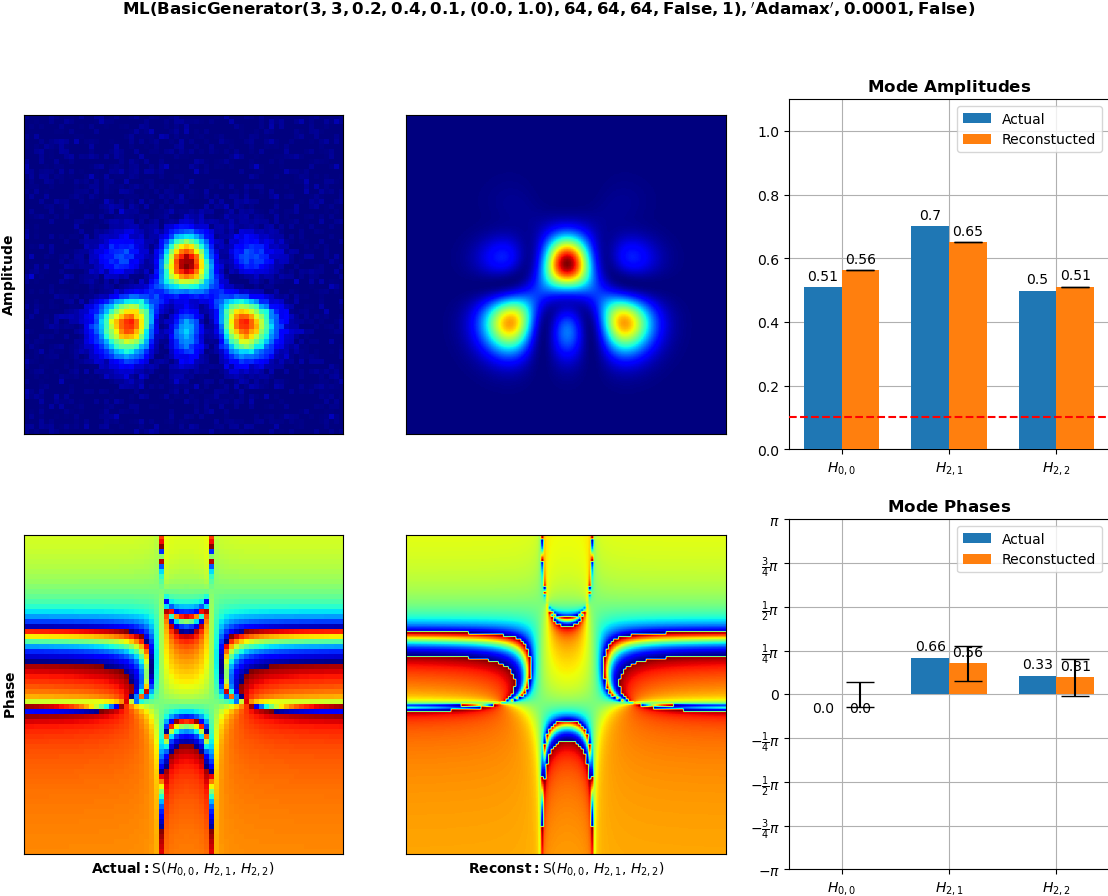 ML(BasicGenerator(3, 3, 0.2, 0.4, 0.1, (0.0, 1.0), 64, 64, 64, False, 1), ′Adamax′, 0.0001, False)
Mode Amplitudes
Actual
Reconstucted
1.0
0.8
0.6
0.4
0.2
0.0
0.51
0.56
0.7
0.65
0.5
0.51
H0,0
H2,1
H2,2
Amplitude
Mode Phases
Actual
Reconstucted
π
3/4π
1/2π
1/4π
0
−1/4π
−1/2π
−3/4π
−π
0.0
0.0
0.66
0.56
0.33
0.31
H0,0
H2,1
H2,2
Phase
Actual: S(H0,0, H2,1, H2,2)
Reconst: S(H0,0, H2,1, H2,2)